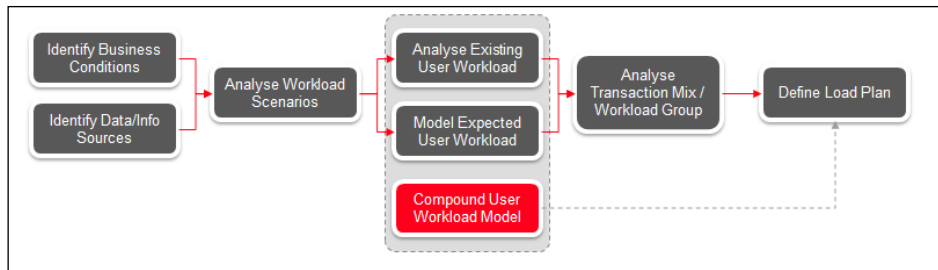 Identify Business
Conditions
Identify Data/Info
Sources
Analyse Workload
Scenarios
Analyse Existing
User Workload
Model Expected
User Workload
Compound User
Workload Model
Analyse
Transaction Mix /
Workload Group
Define Load Plan